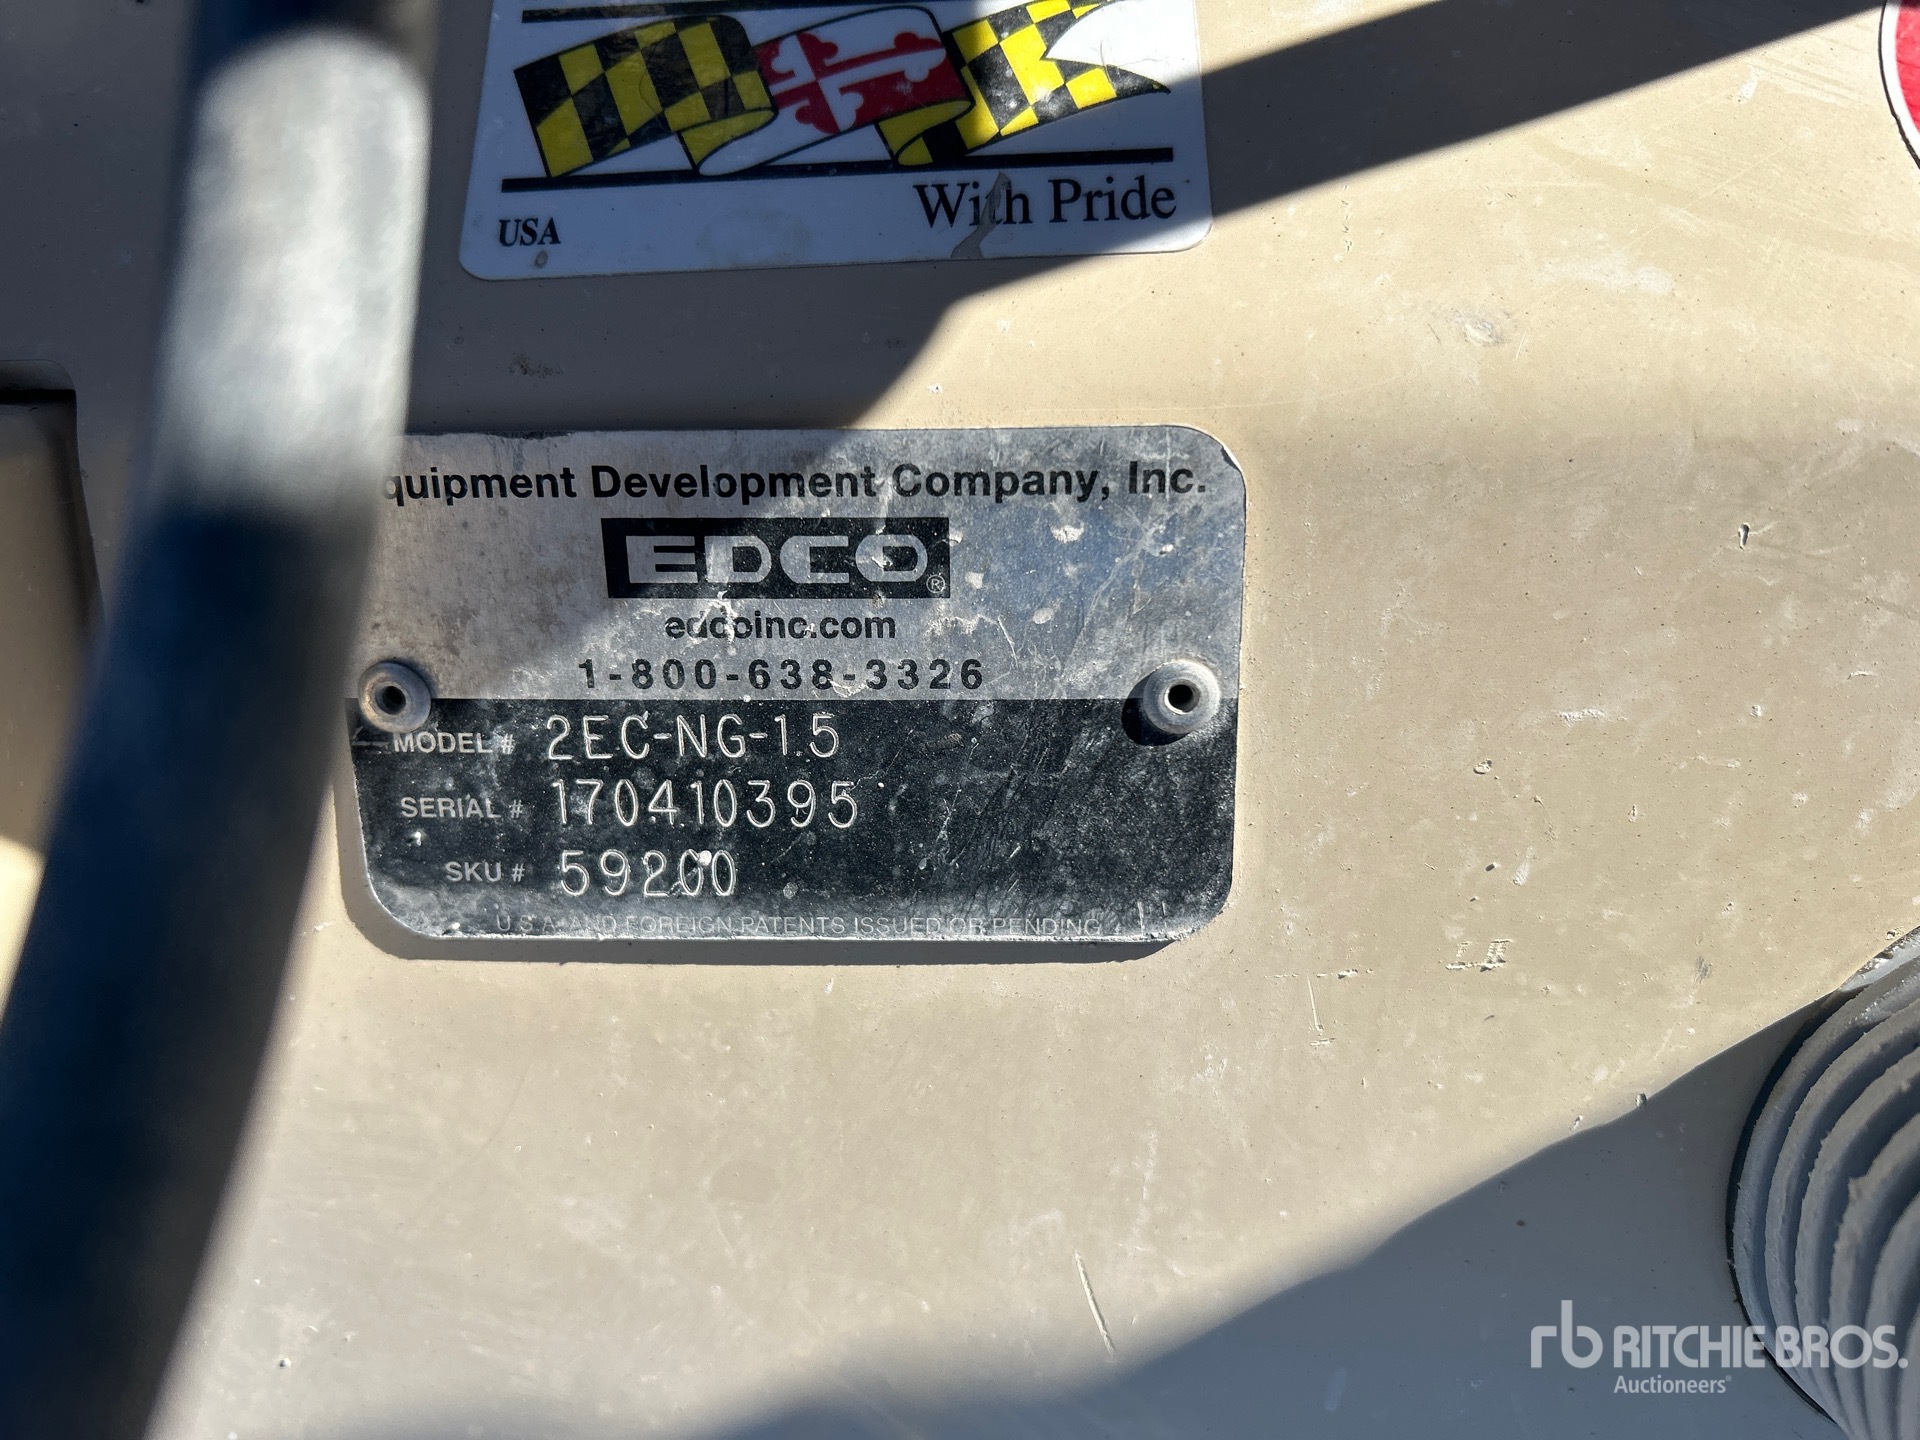 With Pride
USA
quipment Development Company, Inc.
EDCO®
edcoinc.com
1-800-638-3326
MODEL # 2EC-NG-1.5
SERIAL # 170410395
SKU # 59200
U.S.A. AND FOREIGN PATENTS ISSUED OR PENDING
rb RITCHIE BROS.
Auctioneers